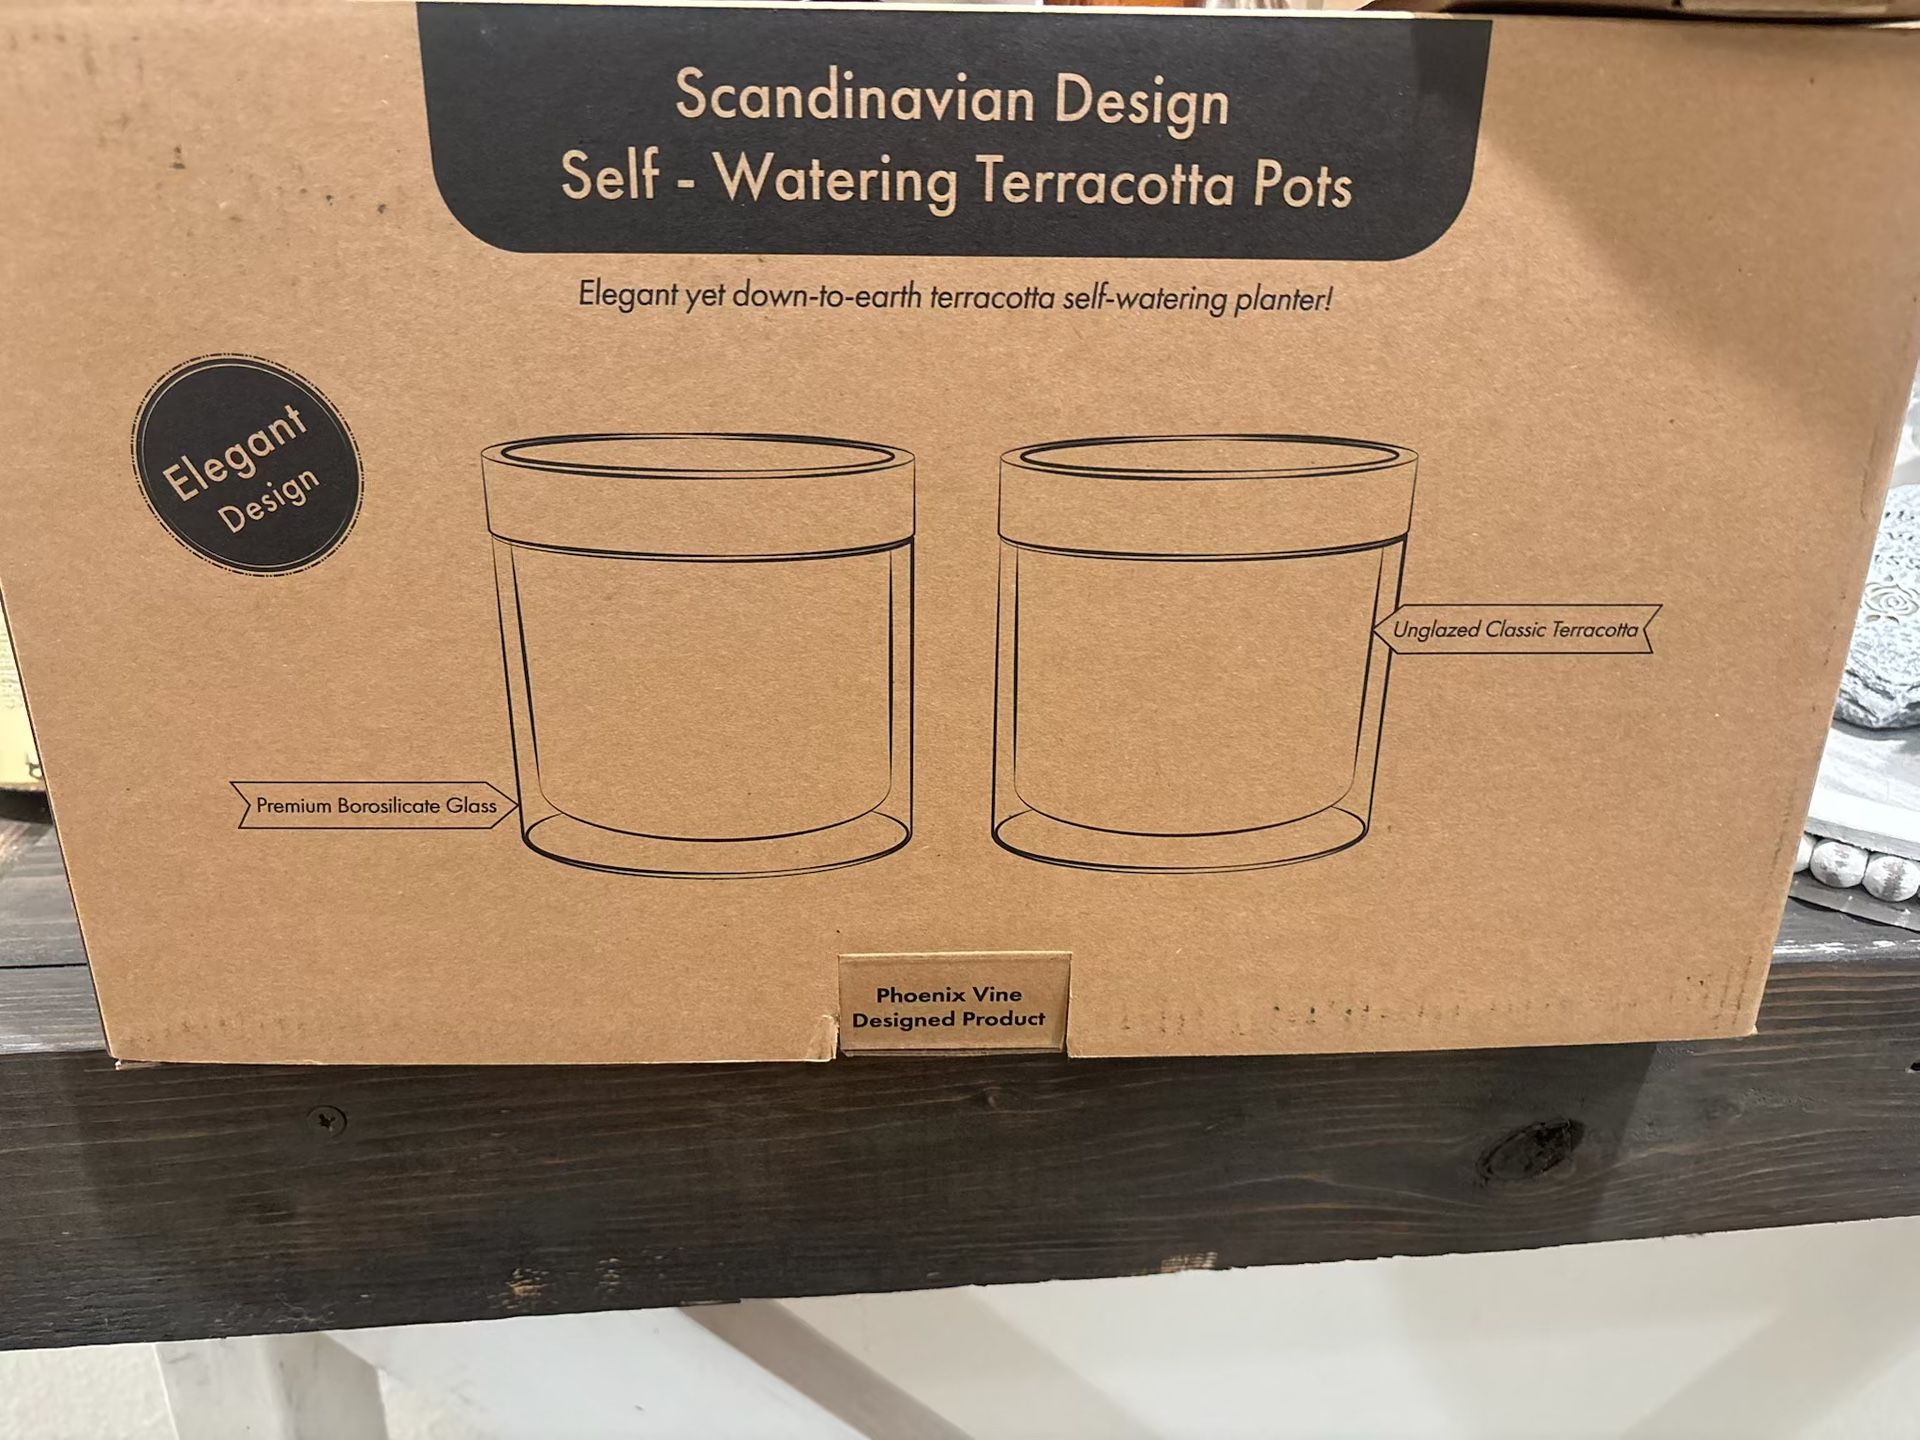 Scandinavian Design
Self - Watering Terracotta Pots
Elegant yet down-to-earth terracotta self-watering planter!
Elegant
Design
Unglazed Classic Terracotta
Premium Borosilicate Glass
Phoenix Vine
Designed Product